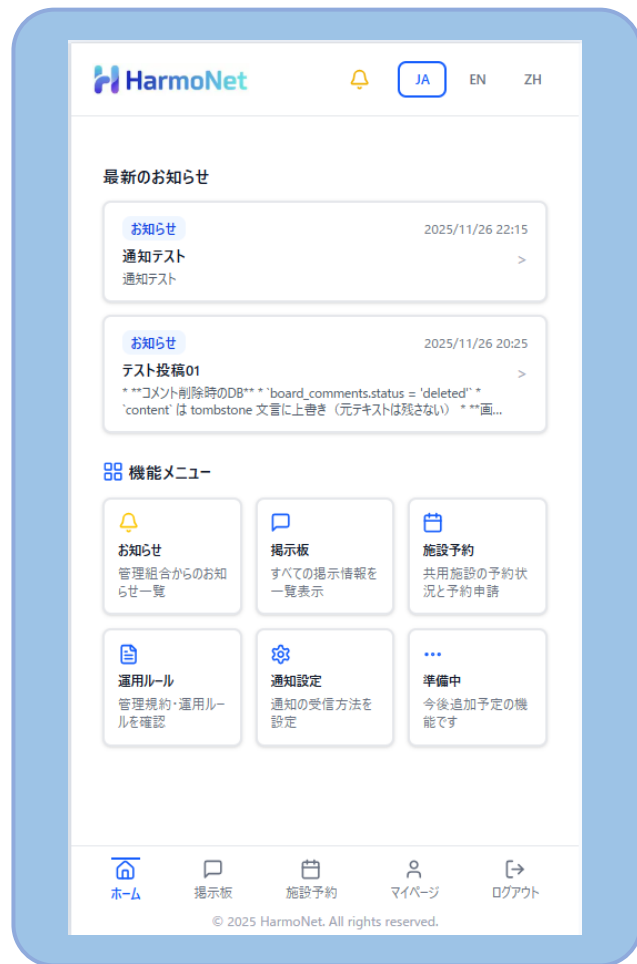 HarmoNet
JA EN ZH
最新のお知らせ
お知らせ 2025/11/26 22:15
通知テスト >
通知テスト
お知らせ 2025/11/26 20:25
テスト投稿01 >
* **コメント削除時のDB** * `board_comments.status = 'deleted'` *
`content` は tombstone 文言に上書き（元テキストは残さない） * **画...
機能メニュー
お知らせ
管理組合からのお知
らせ一覧
掲示板
すべての掲示情報を
一覧表示
施設予約
共用施設の予約状
況と予約申請
運用ルール
管理規約・運用ルー
ルを確認
通知設定
通知の受信方法を
設定
準備中
今後追加予定の機
能です
ホーム 掲示板 施設予約 マイページ ログアウト
© 2025 HarmoNet. All rights reserved.